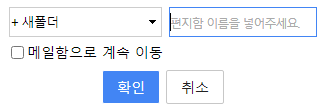 + 새폴더 편지함 이름을 넣어주세요.
메일함으로 계속 이동
확인 취소